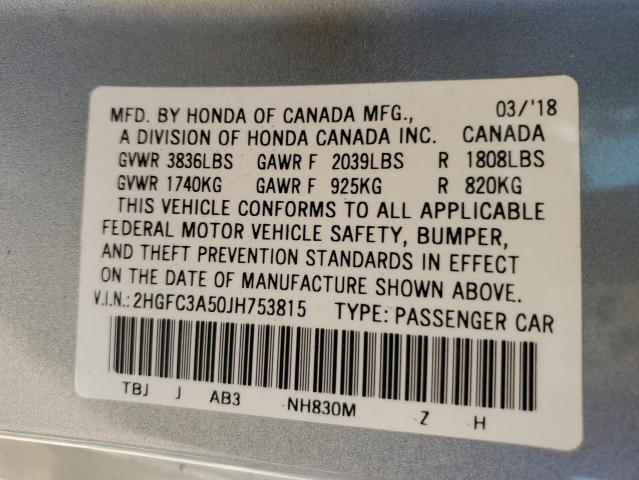 MFD. BY HONDA OF CANADA MFG., 03/'18
A DIVISION OF HONDA CANADA INC. CANADA
GVWR 3836LBS GAWR F 2039LBS R 1808LBS
GVWR 1740KG GAWR F 925KG R 820KG
THIS VEHICLE CONFORMS TO ALL APPLICABLE
FEDERAL MOTOR VEHICLE SAFETY, BUMPER,
AND THEFT PREVENTION STANDARDS IN EFFECT
ON THE DATE OF MANUFACTURE SHOWN ABOVE.
V.I.N.: 2HGFC3A50JH753815 TYPE: PASSENGER CAR
TBJ J AB3 NH830M Z H